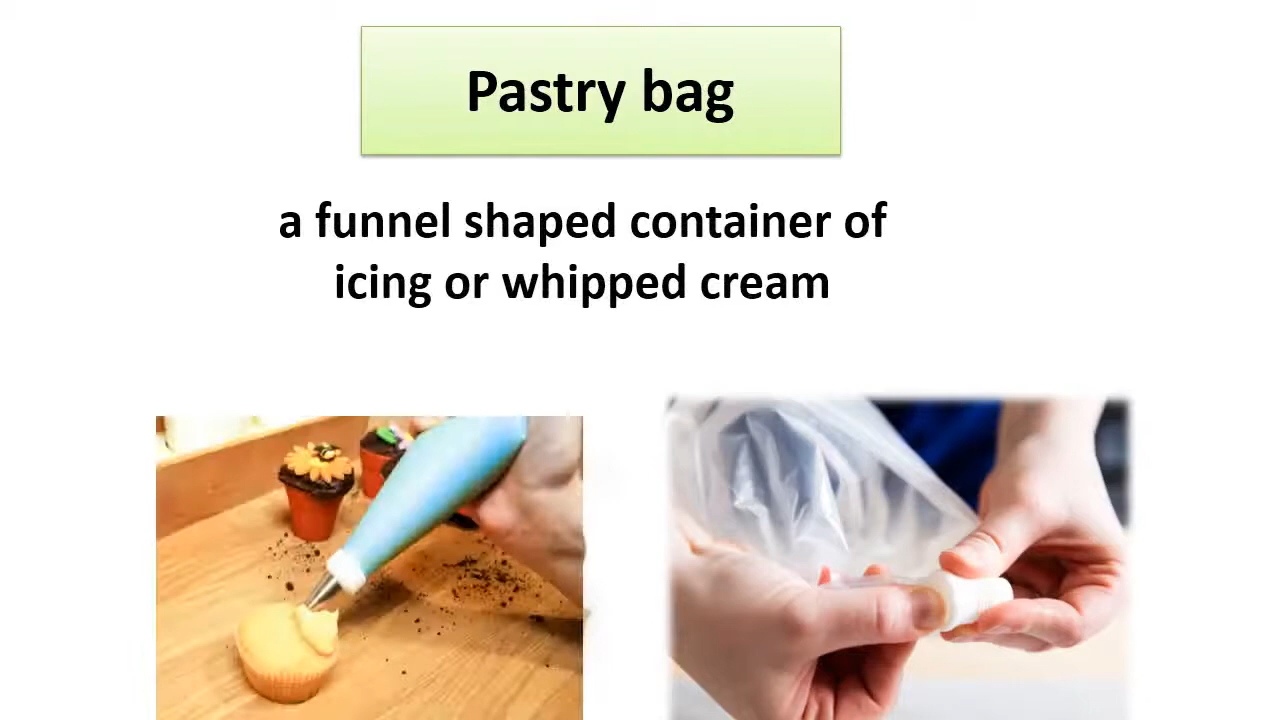 Pastry bag
a funnel shaped container of
icing or whipped cream